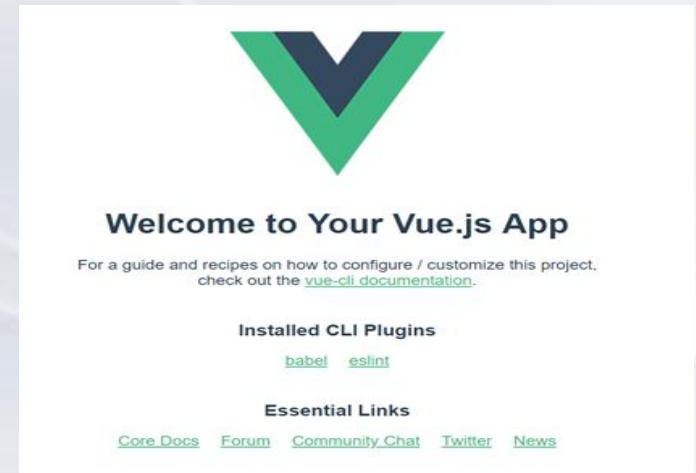 Welcome to Your Vue.js App
For a guide and recipes on how to configure / customize this project,
check out the vue-cli documentation.
Installed CLI Plugins
babel eslint
Essential Links
Core Docs Forum Community Chat Twitter News